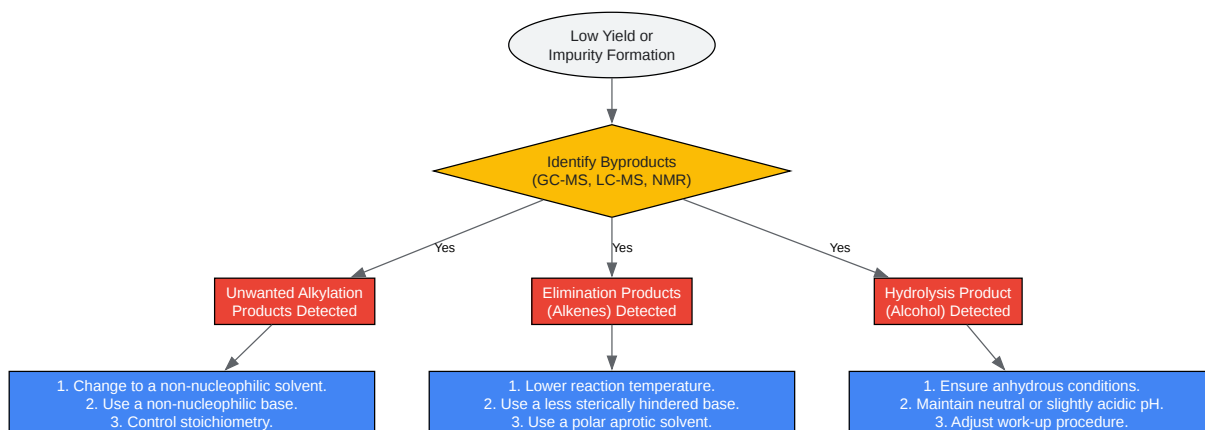 Low Yield or
Impurity Formation
Identify Byproducts
(GC-MS, LC-MS, NMR)
Yes
Yes
Yes
Unwanted Alkylation
Products Detected
Elimination Products
(Alkenes) Detected
Hydrolysis Product
(Alcohol) Detected
1. Change to a non-nucleophilic solvent.
2. Use a non-nucleophilic base.
3. Control stoichiometry.
1. Lower reaction temperature.
2. Use a less sterically hindered base.
3. Use a polar aprotic solvent.
1. Ensure anhydrous conditions.
2. Maintain neutral or slightly acidic pH.
3. Adjust work-up procedure.